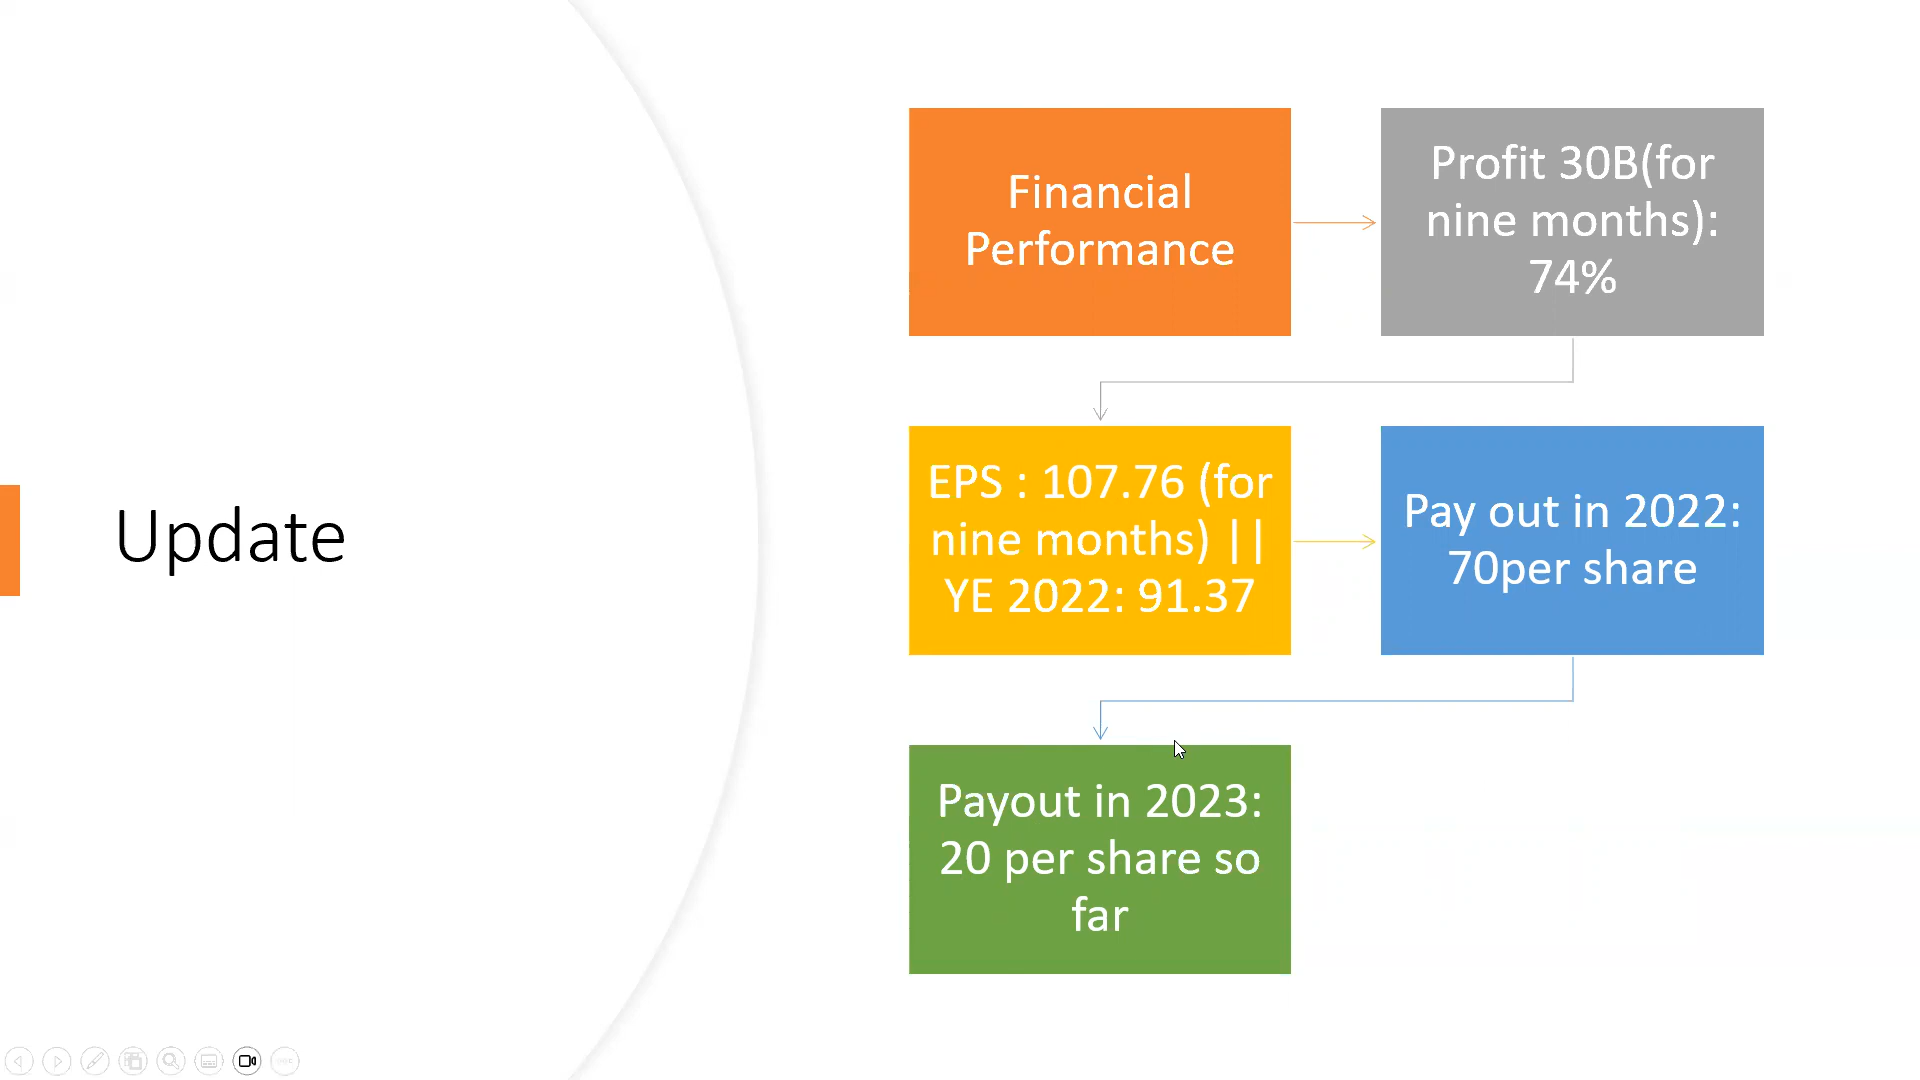 Update
Financial
Performance
Profit 30B(for
nine months):
74%
EPS : 107.76 (for
nine months) ||
YE 2022: 91.37
Pay out in 2022:
70per share
Payout in 2023:
20 per share so
far